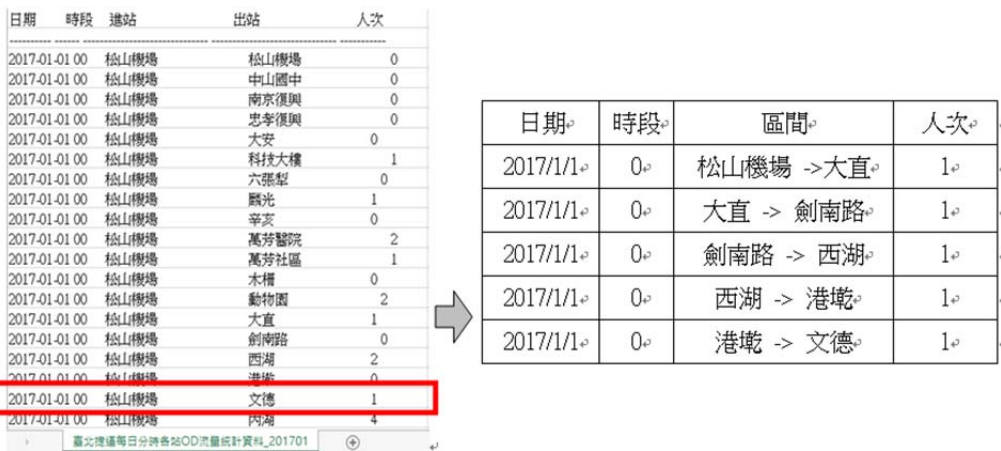 日期 時段 進站 出站 人次
2017-01-01 00 松山機場 松山機場 0
2017-01-01 00 松山機場 中山國中 0
2017-01-01 00 松山機場 南京復興 0
2017-01-01 00 松山機場 忠孝復興 0
2017-01-01 00 松山機場 大安 0
2017-01-01 00 松山機場 科技大樓 1
2017-01-01 00 松山機場 六張犁 0
2017-01-01 00 松山機場 麟光 1
2017-01-01 00 松山機場 辛亥 0
2017-01-01 00 松山機場 萬芳醫院 2
2017-01-01 00 松山機場 萬芳社區 1
2017-01-01 00 松山機場 木柵 0
2017-01-01 00 松山機場 動物園 2
2017-01-01 00 松山機場 大直 1
2017-01-01 00 松山機場 劍南路 0
2017-01-01 00 松山機場 西湖 2
2017-01-01 00 松山機場 港墘 0
2017-01-01 00 松山機場 文德 1
2017-01-01 00 松山機場 內湖 4
臺北捷運每日分時各站OD流量統計資料_201701
日期 時段 區間 人次
2017/1/1 0 松山機場 ->大直 1
2017/1/1 0 大直 -> 劍南路 1
2017/1/1 0 劍南路 -> 西湖 1
2017/1/1 0 西湖 -> 港墘 1
2017/1/1 0 港墘 -> 文德 1